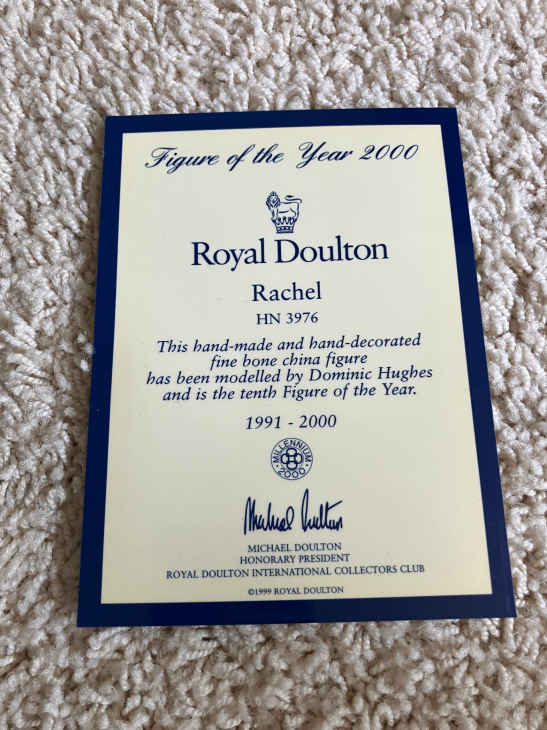 Figure of the Year 2000
Royal Doulton
Rachel
HN 3976
This hand-made and hand-decorated
fine bone china figure
has been modelled by Dominic Hughes
and is the tenth Figure of the Year.
1991 - 2000
MILLENNIUM
2000
Michael Doulton
MICHAEL DOULTON
HONORARY PRESIDENT
ROYAL DOULTON INTERNATIONAL COLLECTORS CLUB
©1999 ROYAL DOULTON